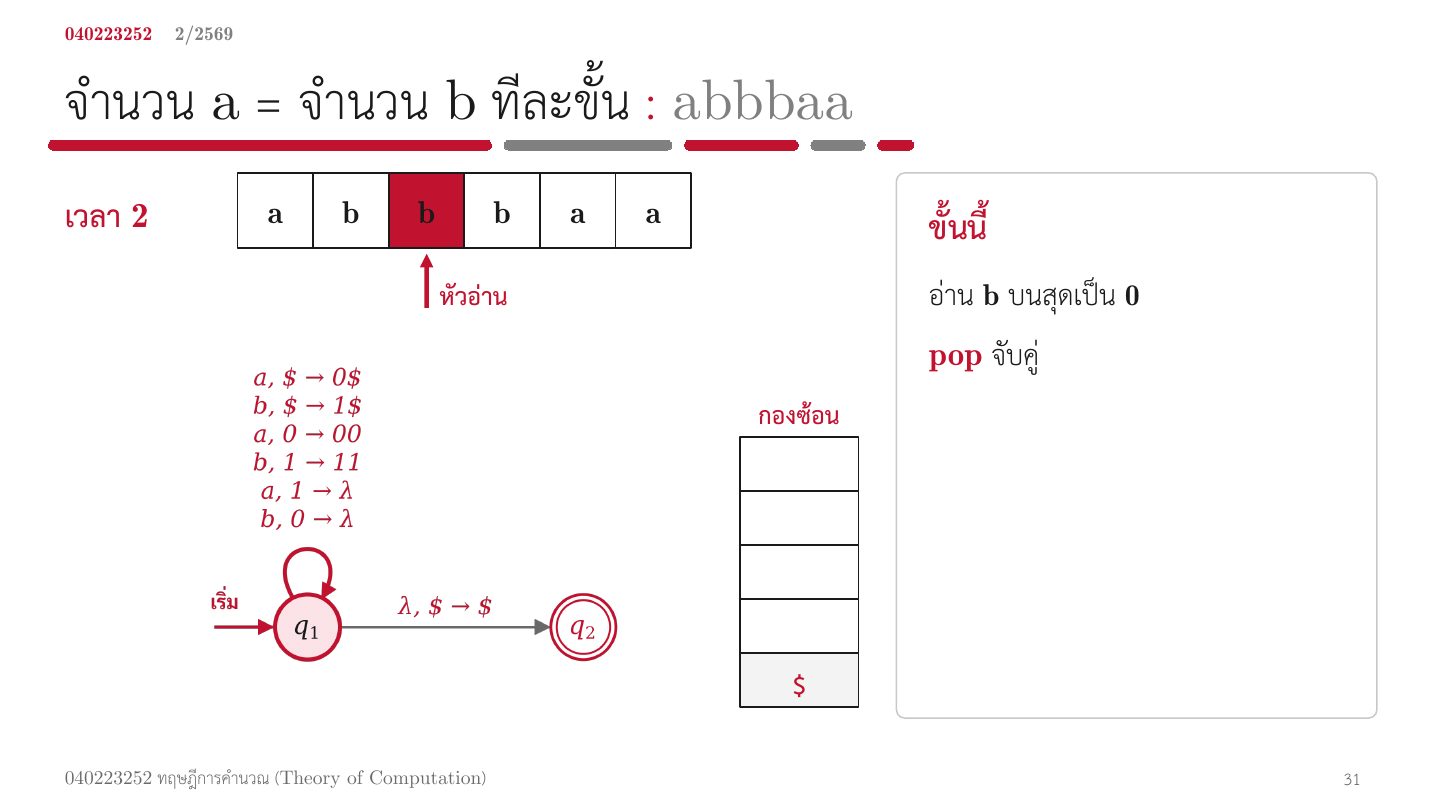 040223252 2/2569
จำนวน a = จำนวน b ทีละขั้น : abbbaa
เวลา 2
a b b b a a
หัวอ่าน
ขั้นนี้
อ่าน b บนสุดเป็น 0
pop จับคู่
a, $ → 0$
b, $ → 1$
a, 0 → 00
b, 1 → 11
a, 1 → λ
b, 0 → λ
เริ่ม
q₁
λ, $ → $
q₂
กองซ้อน
$
040223252 ทฤษฎีการคำนวณ (Theory of Computation)
31